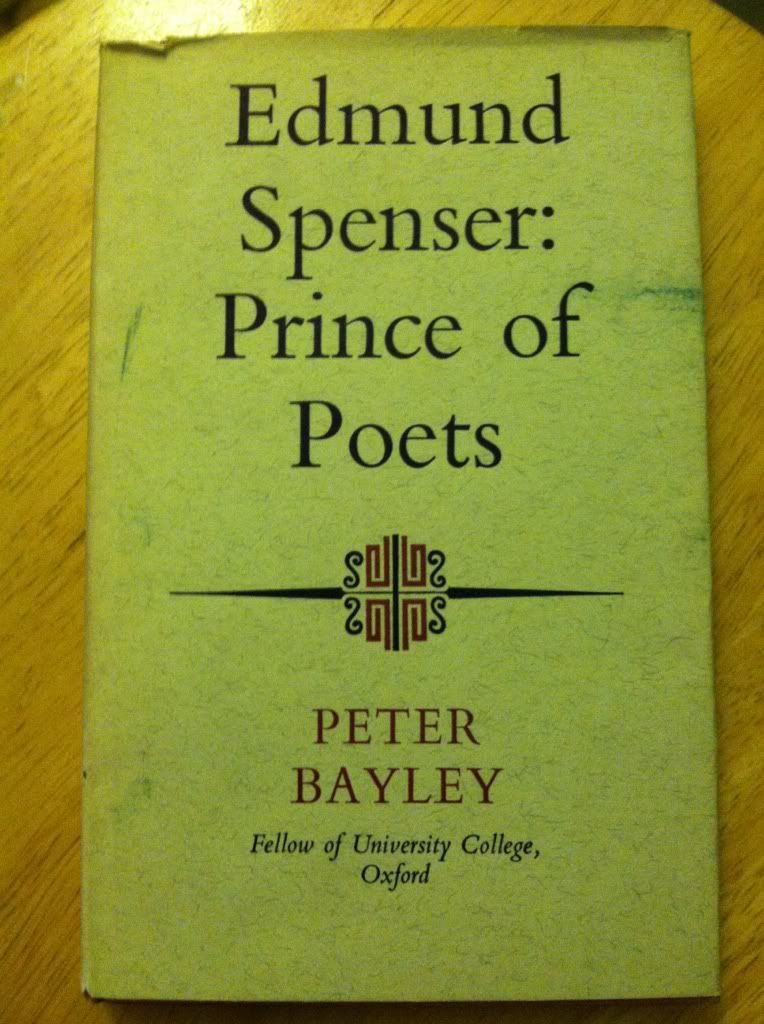 Edmund
Spenser:
Prince of
Poets
PETER
BAYLEY
Fellow of University College,
Oxford